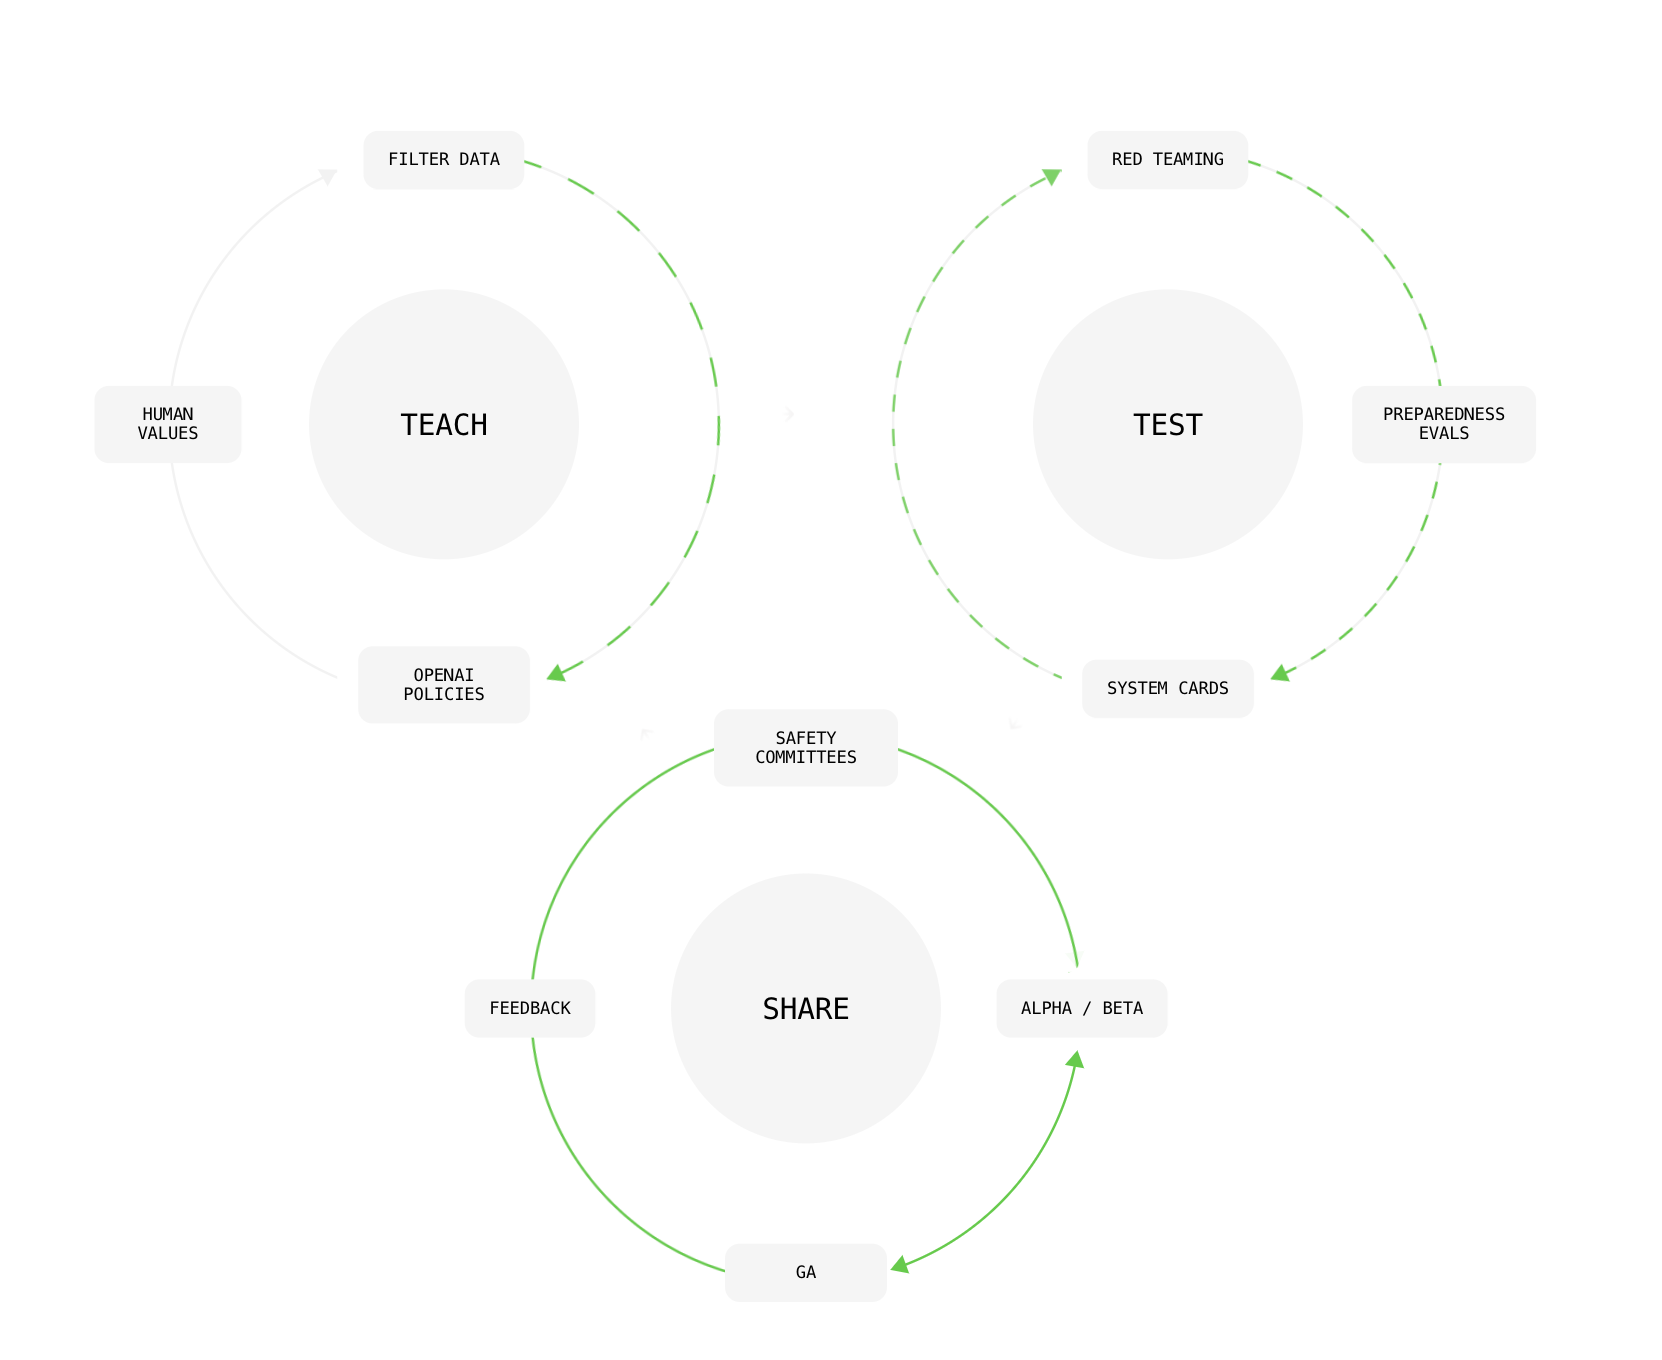 FILTER DATA
TEACH
HUMAN
VALUES
OPENAI
POLICIES
RED TEAMING
TEST
PREPAREDNESS
EVALS
SYSTEM CARDS
SAFETY
COMMITTEES
FEEDBACK
SHARE
ALPHA / BETA
GA